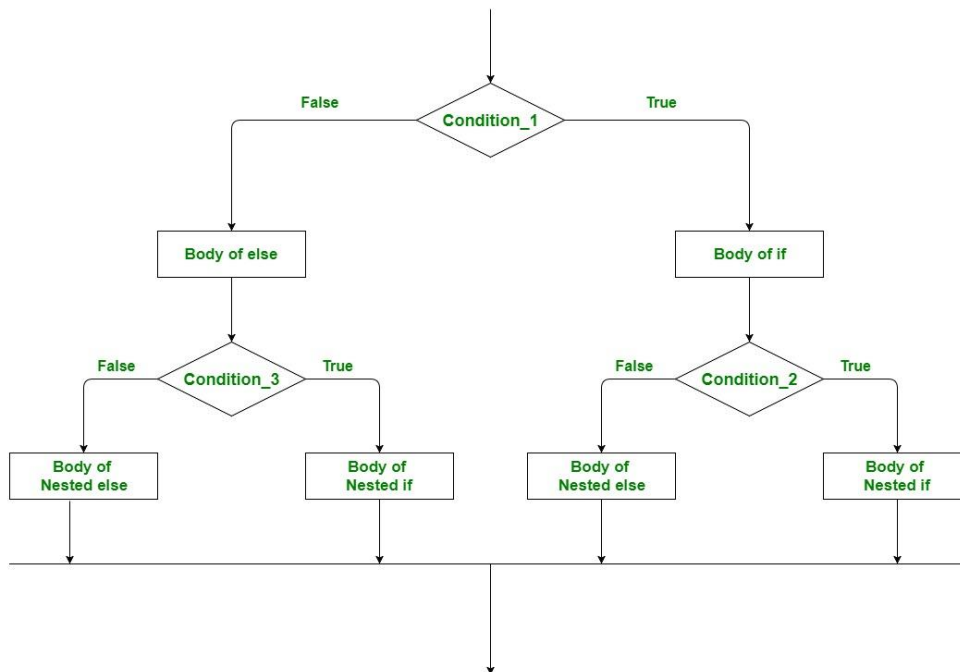 False
True
Condition_1
Body of else
Body of if
False
True
False
True
Condition_3
Condition_2
Body of
Nested else
Body of
Nested if
Body of
Nested else
Body of
Nested if